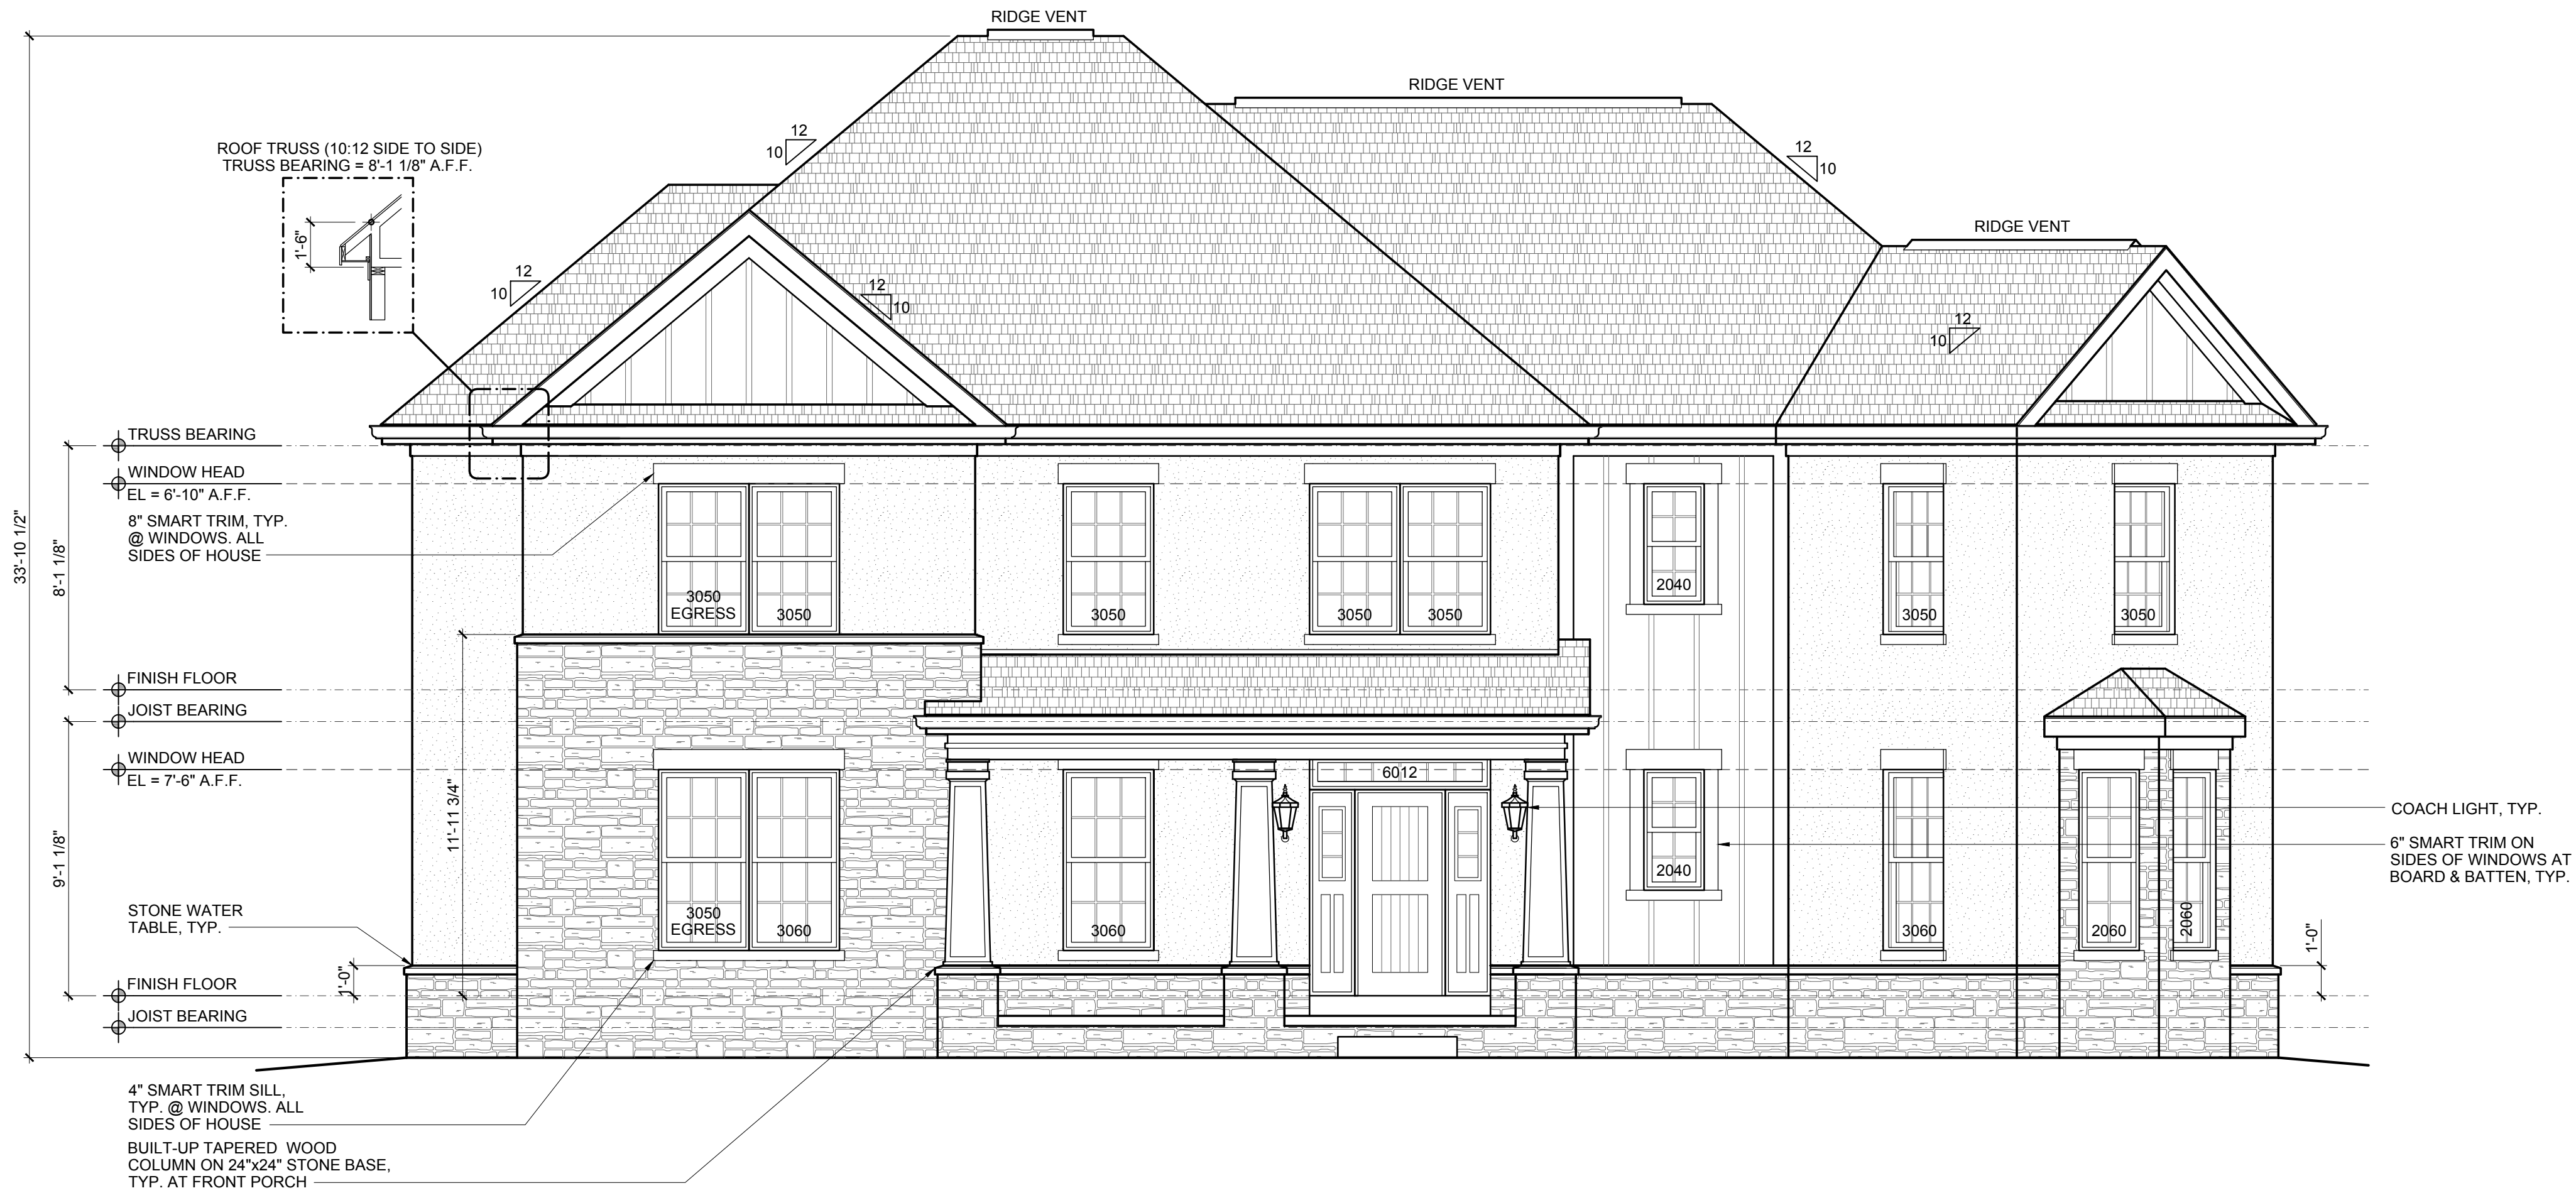 RIDGE VENT
RIDGE VENT
12
10
12
10
ROOF TRUSS (10:12 SIDE TO SIDE)
TRUSS BEARING = 8'-1 1/8" A.F.F.
1'-6"
RIDGE VENT
12
10
12
10
12
10
TRUSS BEARING
WINDOW HEAD
EL = 6'-10" A.F.F.
8" SMART TRIM, TYP.
@ WINDOWS. ALL
SIDES OF HOUSE
33'-10 1/2"
8'-1 1/8"
3050
EGRESS
3050
3050
3050
3050
2040
3050
3050
FINISH FLOOR
JOIST BEARING
WINDOW HEAD
EL = 7'-6" A.F.F.
6012
11'-11 3/4"
9'-1 1/8"
COACH LIGHT, TYP.
6" SMART TRIM ON
SIDES OF WINDOWS AT
BOARD & BATTEN, TYP.
2040
3050
EGRESS
3060
3060
3060
2060
2060
STONE WATER
TABLE, TYP.
1'-0"
1'-0"
FINISH FLOOR
JOIST BEARING
4" SMART TRIM SILL,
TYP. @ WINDOWS. ALL
SIDES OF HOUSE
BUILT-UP TAPERED WOOD
COLUMN ON 24"x24" STONE BASE,
TYP. AT FRONT PORCH